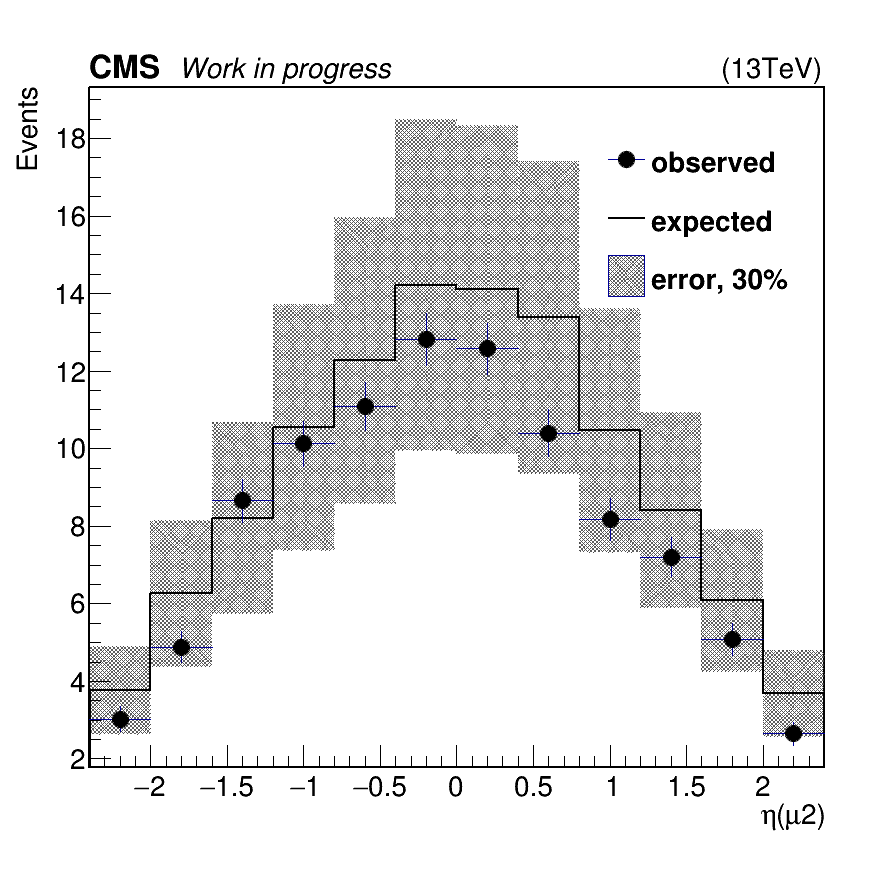 CMS Work in progress (13TeV)
Events
18
16
14
12
10
8
6
4
2
observed
expected
error, 30%
−2 −1.5 −1 −0.5 0 0.5 1 1.5 2
η(μ2)